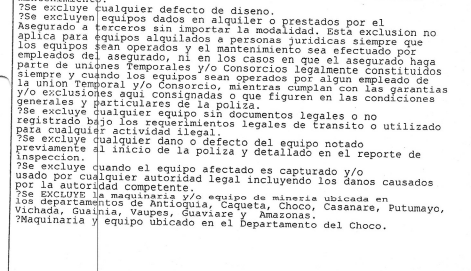 ?Se excluye cualquier defecto de diseno.
?Se excluyen equipos dados en alquiler o prestados por el
Asegurado a terceros sin importar la modalidad. Esta exclusion no
aplica para equipos alquilados a personas juridicas siempre que
los equipos sean operados y el mantenimiento sea efectuado por
empleados del asegurado, ni en los casos en que el asegurado haga
parte de uniones Temporales y/o Consorcios legalmente constituidos
siempre y cuando los equipos sean operados por algun empleado de
la union Temporal y/o Consorcio, mientras cumplan con las garantias
y/o exclusiones aqui consignadas o que figuren en las condiciones
generales y particulares de la poliza.
?Se excluye cualquier equipo sin documentos legales o no
registrado bajo los requerimientos legales de transito o utilizado
para cualquier actividad ilegal.
?Se excluye cualquier dano o defecto del equipo notado
previamente al inicio de la poliza y detallado en el reporte de
inspeccion.
?Se excluye cuando el equipo afectado es capturado y/o
usado por cualquier autoridad legal incluyendo los danos causados
por la autoridad competente.
?Se EXCLUYE la maquinaria y/o equipo de mineria ubicada en
los departamentos de Antioquia, Caqueta, Choco, Casanare, Putumayo,
Vichada, Guainia, Vaupes, Guaviare y Amazonas.
?Maquinaria y equipo ubicado en el Departamento del Choco.